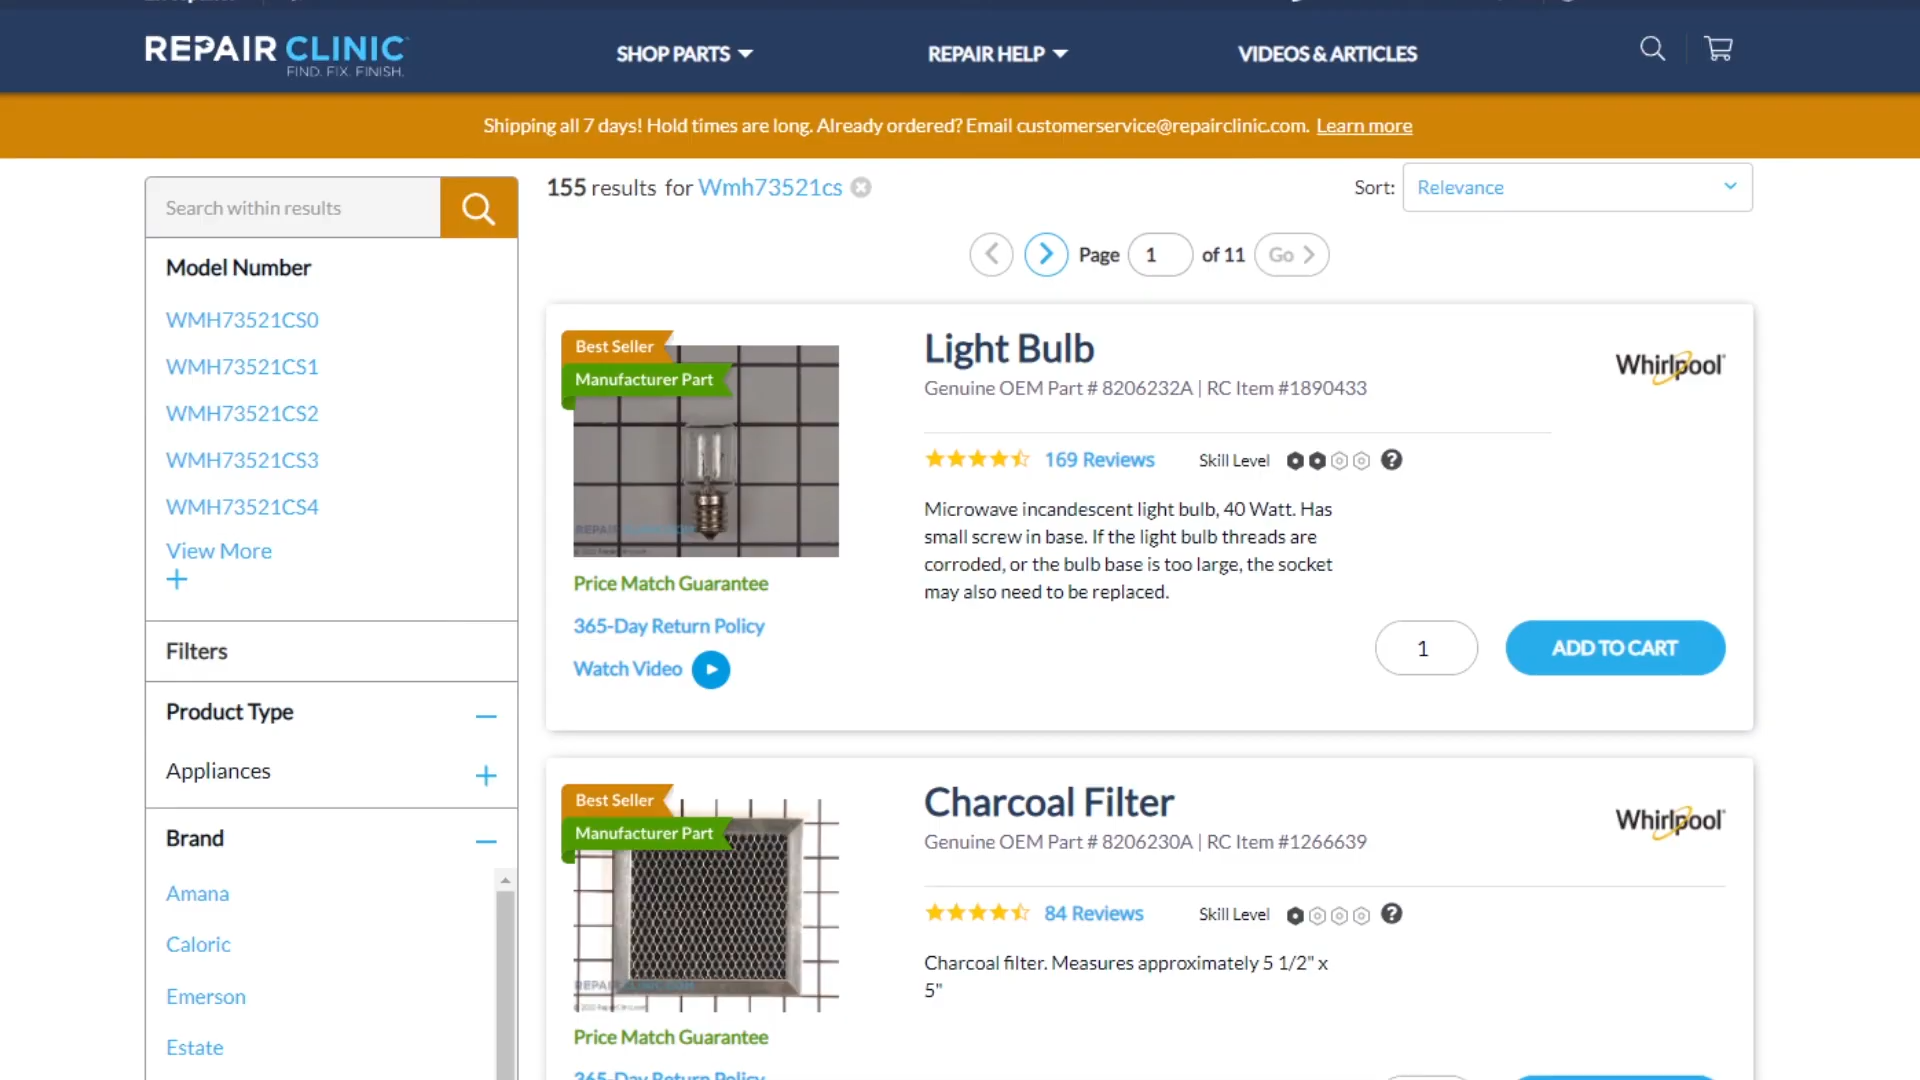 REPAIR CLINIC
FIND. FIX. FINISH.
SHOP PARTS
REPAIR HELP
VIDEOS & ARTICLES
Shipping all 7 days! Hold times are long. Already ordered? Email customerservice@repairclinic.com. Learn more
Search within results
155 results for Wmh73521cs
Sort: Relevance
Page 1 of 11 Go
Model Number
WMH73521CS0
WMH73521CS1
WMH73521CS2
WMH73521CS3
WMH73521CS4
View More
Filters
Product Type
Appliances
Brand
Amana
Caloric
Emerson
Estate
Best Seller
Manufacturer Part
Price Match Guarantee
365-Day Return Policy
Watch Video
Light Bulb
Genuine OEM Part # 8206232A | RC Item #1890433
Whirlpool
169 Reviews
Skill Level
Microwave incandescent light bulb, 40 Watt. Has
small screw in base. If the light bulb threads are
corroded, or the bulb base is too large, the socket
may also need to be replaced.
1
ADD TO CART
Best Seller
Manufacturer Part
Price Match Guarantee
365-Day Return Policy
Charcoal Filter
Genuine OEM Part # 8206230A | RC Item #1266639
Whirlpool
84 Reviews
Skill Level
Charcoal filter. Measures approximately 5 1/2" x
5"